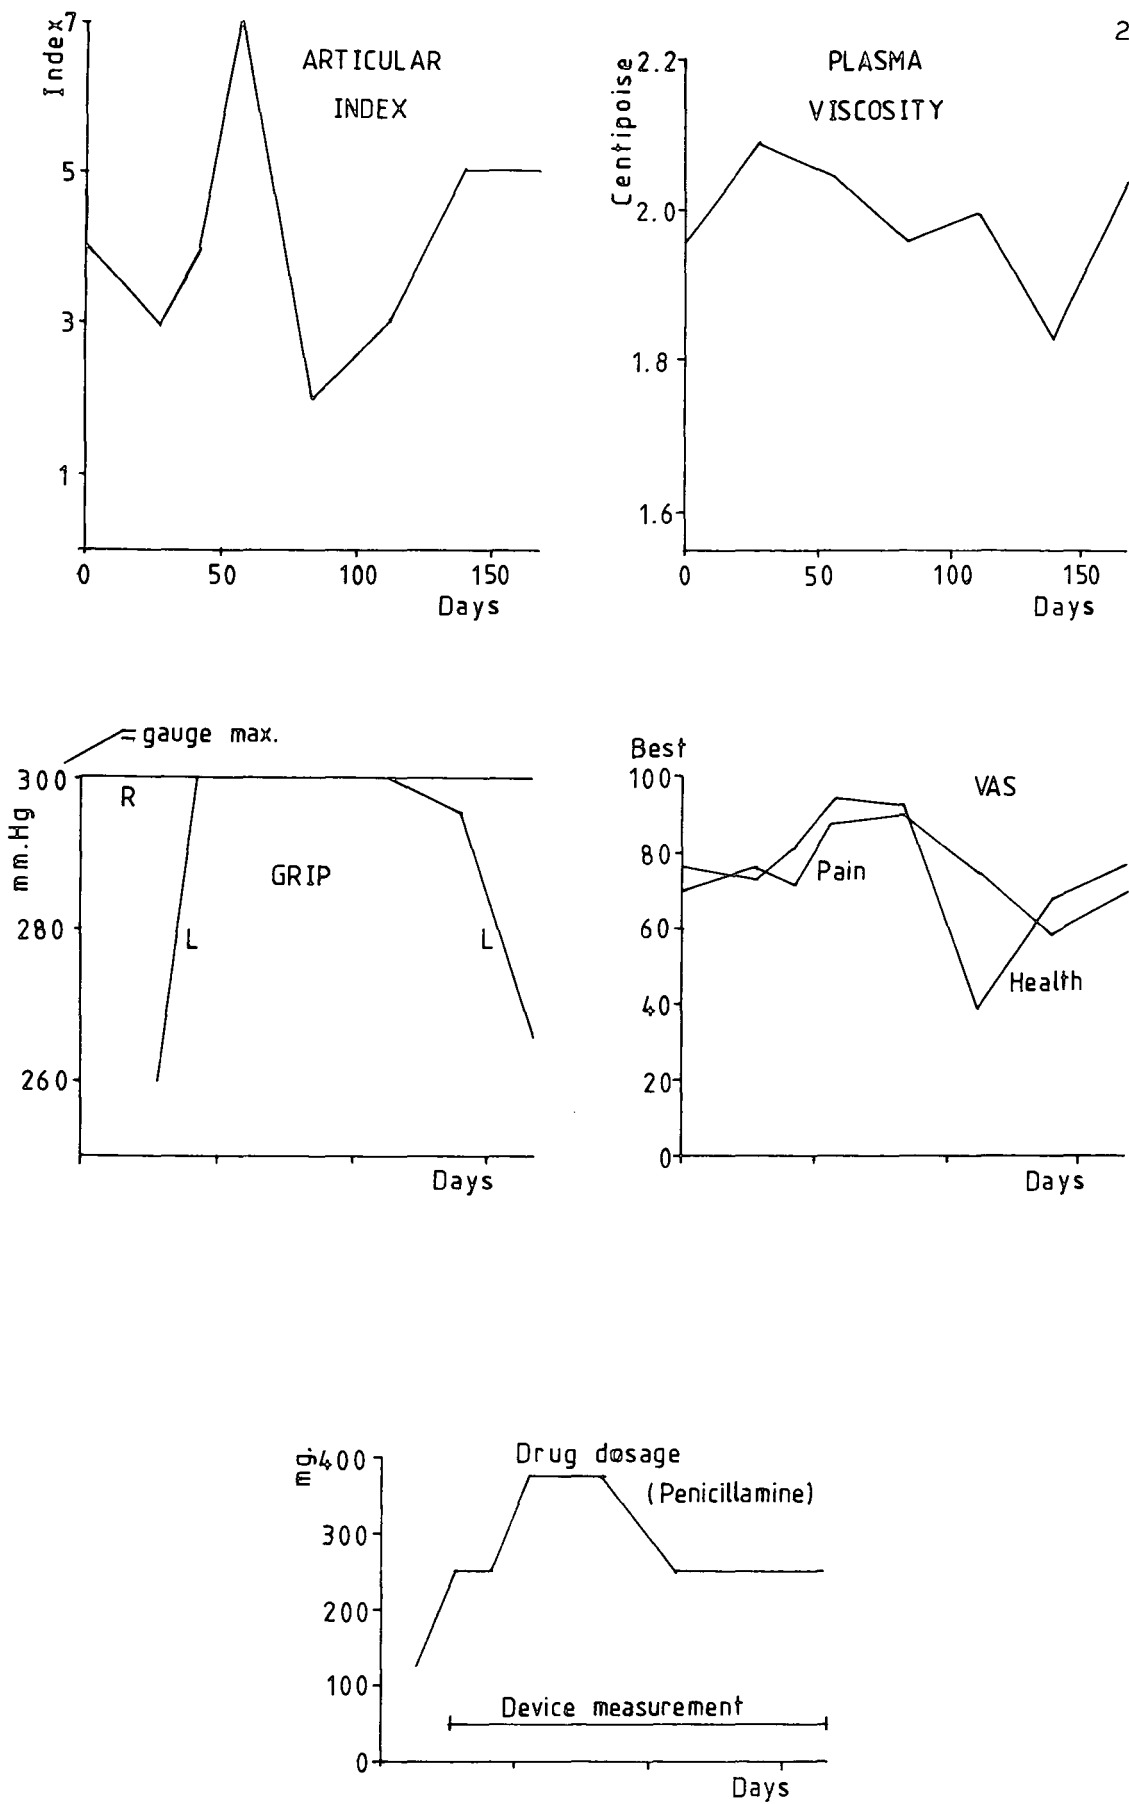 2
Index
7
ARTICULAR
INDEX
5
3
1
0 50 100 150
Days
Centipoise
2.2
PLASMA
VISCOSITY
2.0
1.8
1.6
0 50 100 150
Days
= gauge max.
300
R
mm.Hg
GRIP
280
L L
260
Days
Best
100
VAS
80
Pain
60
Health
40
20
0
Days
mg.
400
Drug dosage
(Penicillamine)
300
200
100
Device measurement
0
Days